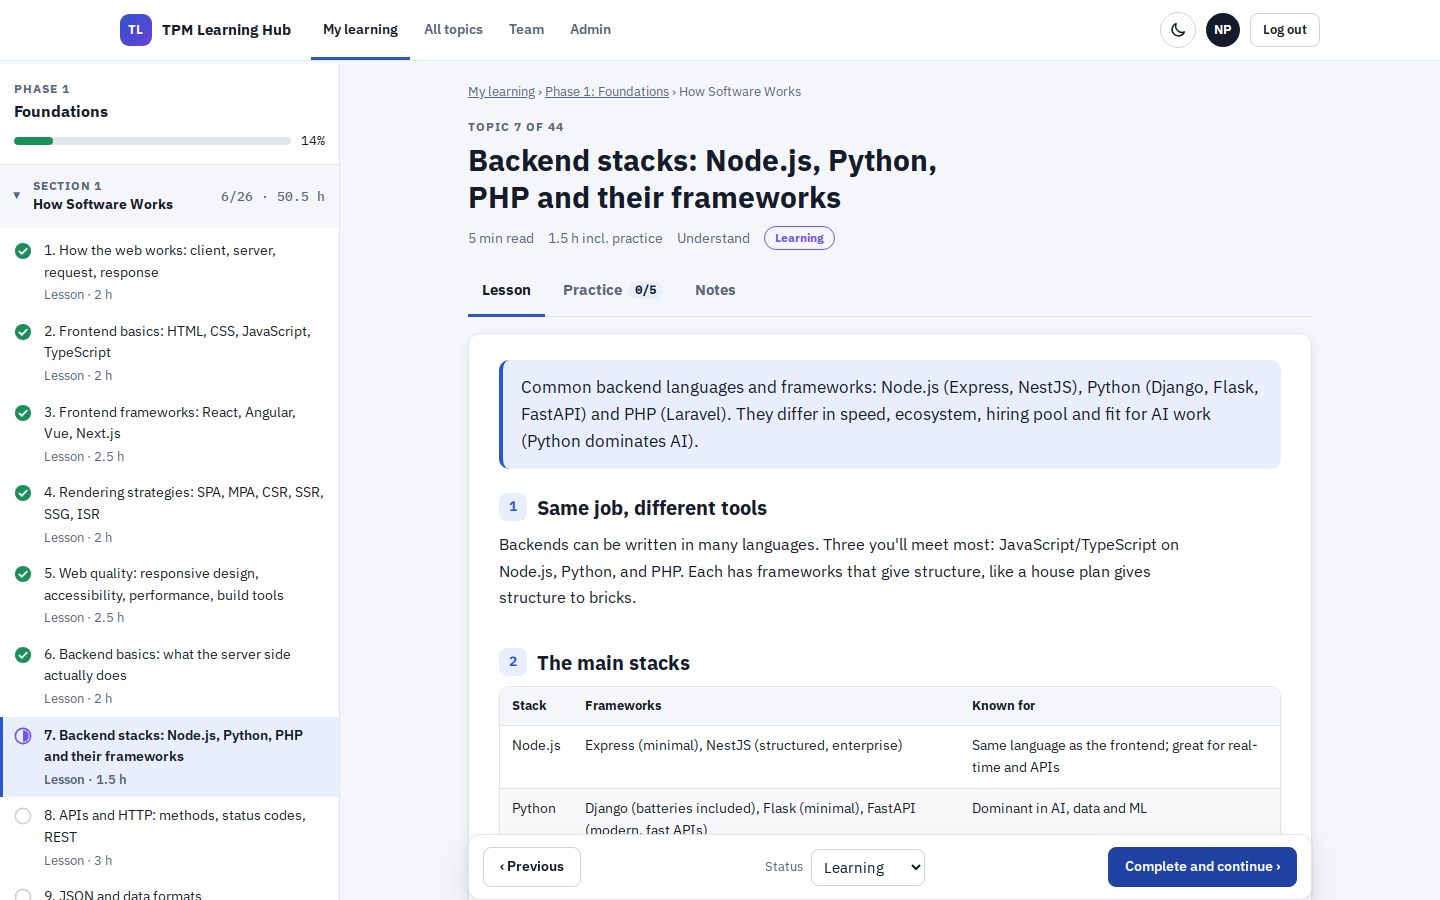 TL TPM Learning Hub My learning All topics Team Admin NP Log out
PHASE 1
Foundations
14%
▼ SECTION 1
How Software Works
6/26 · 50.5 h
1. How the web works: client, server,
request, response
Lesson · 2 h
2. Frontend basics: HTML, CSS, JavaScript,
TypeScript
Lesson · 2 h
3. Frontend frameworks: React, Angular,
Vue, Next.js
Lesson · 2.5 h
4. Rendering strategies: SPA, MPA, CSR, SSR,
SSG, ISR
Lesson · 2 h
5. Web quality: responsive design,
accessibility, performance, build tools
Lesson · 2.5 h
6. Backend basics: what the server side
actually does
Lesson · 2 h
7. Backend stacks: Node.js, Python, PHP
and their frameworks
Lesson · 1.5 h
8. APIs and HTTP: methods, status codes,
REST
Lesson · 3 h
9. JSON and data formats
My learning › Phase 1: Foundations › How Software Works
TOPIC 7 OF 44
Backend stacks: Node.js, Python,
PHP and their frameworks
5 min read 1.5 h incl. practice Understand Learning
Lesson Practice 0/5 Notes
Common backend languages and frameworks: Node.js (Express, NestJS), Python (Django, Flask,
FastAPI) and PHP (Laravel). They differ in speed, ecosystem, hiring pool and fit for AI work
(Python dominates AI).
1 Same job, different tools
Backends can be written in many languages. Three you'll meet most: JavaScript/TypeScript on
Node.js, Python, and PHP. Each has frameworks that give structure, like a house plan gives
structure to bricks.
2 The main stacks
Stack Frameworks Known for
Node.js Express (minimal), NestJS (structured, enterprise) Same language as the frontend; great for real-
time and APIs
Python Django (batteries included), Flask (minimal), FastAPI Dominant in AI, data and ML
(modern, fast APIs)
‹ Previous Status Learning Complete and continue ›